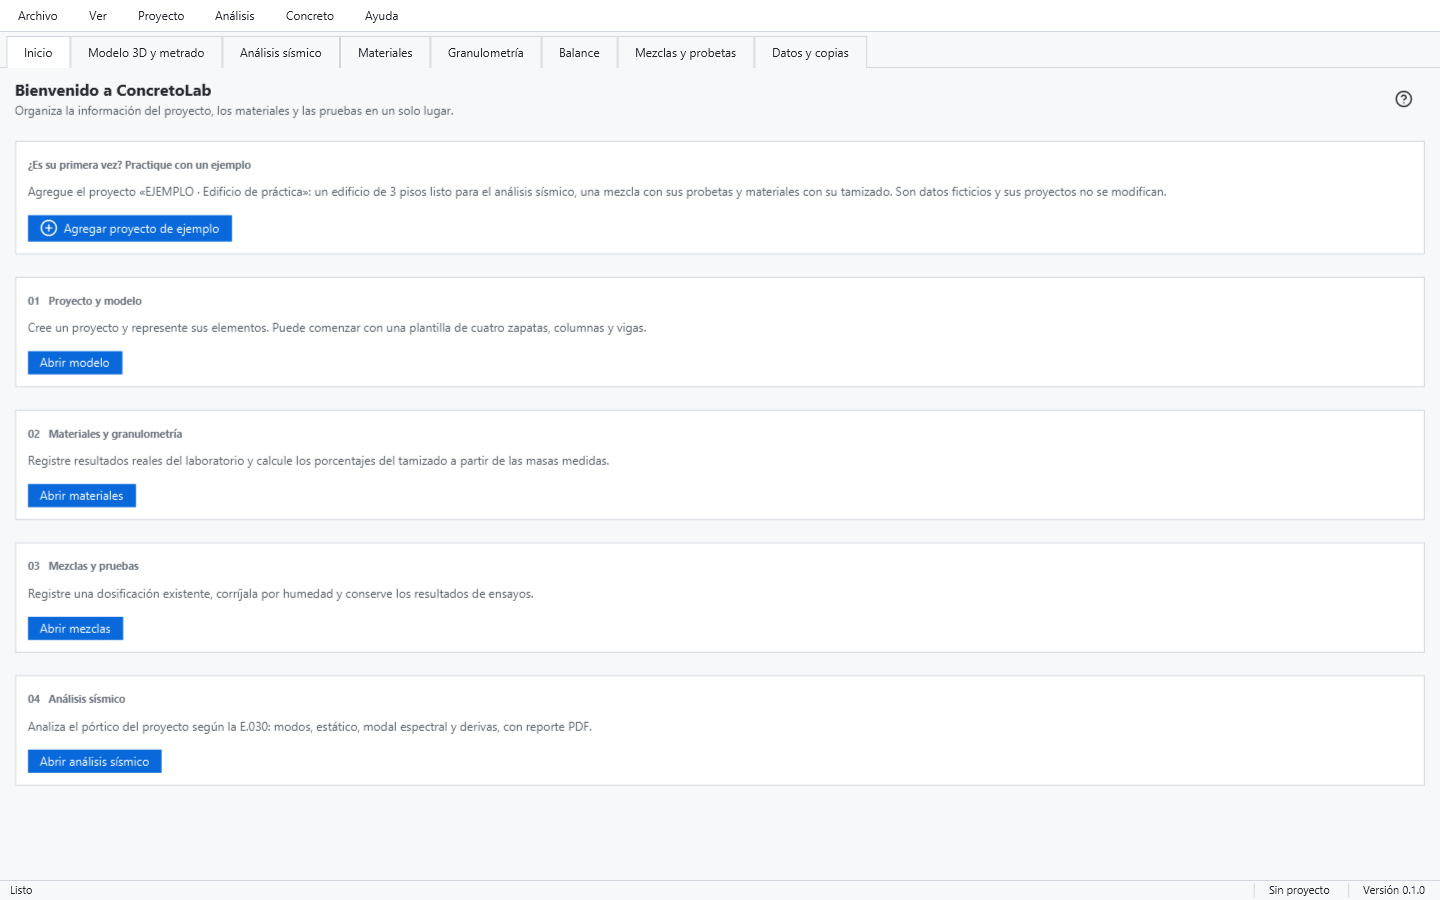 Archivo Ver Proyecto Análisis Concreto Ayuda
Inicio Modelo 3D y metrado Análisis sísmico Materiales Granulometría Balance Mezclas y probetas Datos y copias
Bienvenido a ConcretoLab
Organiza la información del proyecto, los materiales y las pruebas en un solo lugar.
¿Es su primera vez? Practique con un ejemplo
Agregue el proyecto «EJEMPLO · Edificio de práctica»: un edificio de 3 pisos listo para el análisis sísmico, una mezcla con sus probetas y materiales con su tamizado. Son datos ficticios y sus proyectos no se modifican.
Agregar proyecto de ejemplo
01 Proyecto y modelo
Cree un proyecto y represente sus elementos. Puede comenzar con una plantilla de cuatro zapatas, columnas y vigas.
Abrir modelo
02 Materiales y granulometría
Registre resultados reales del laboratorio y calcule los porcentajes del tamizado a partir de las masas medidas.
Abrir materiales
03 Mezclas y pruebas
Registre una dosificación existente, corríjala por humedad y conserve los resultados de ensayos.
Abrir mezclas
04 Análisis sísmico
Analiza el pórtico del proyecto según la E.030: modos, estático, modal espectral y derivas, con reporte PDF.
Abrir análisis sísmico
Listo Sin proyecto Versión 0.1.0